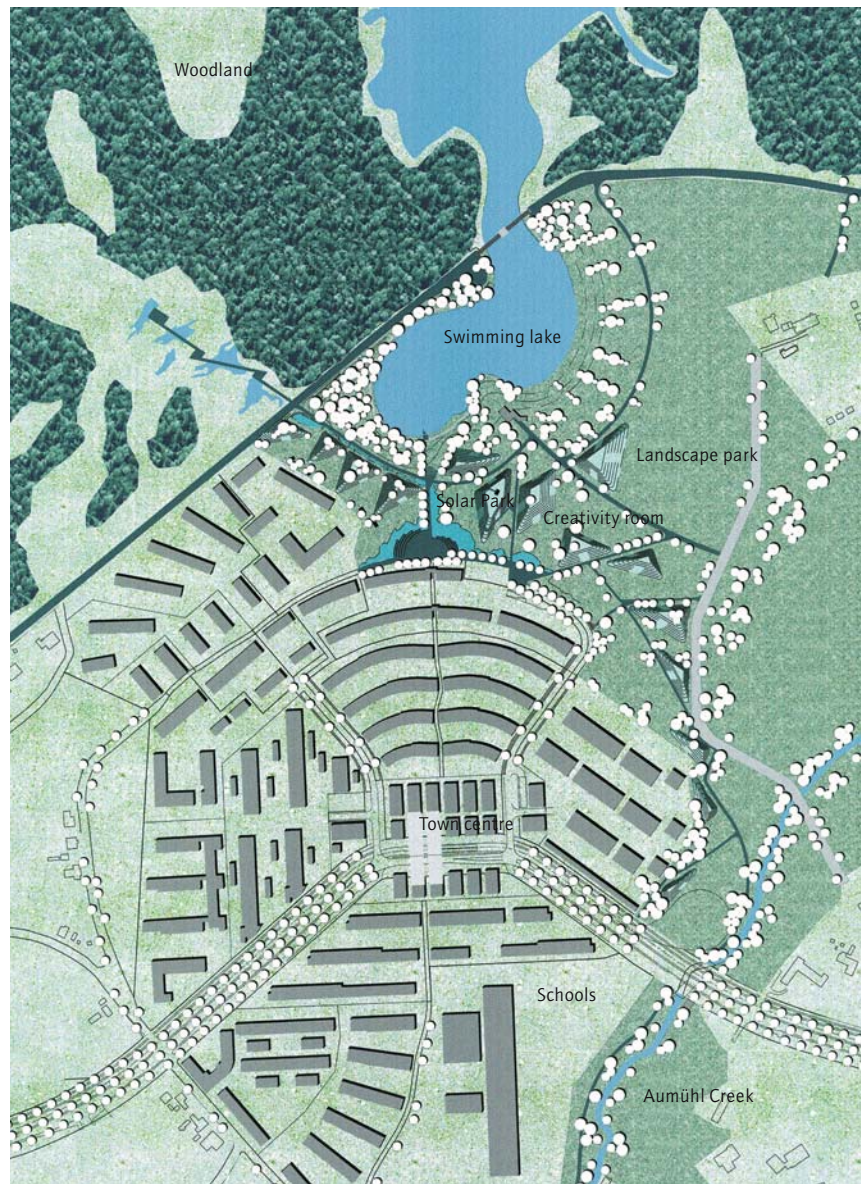 Woodland
Swimming lake
Landscape park
Solar Park
Creativity room
Town centre
Schools
Aumühl Creek